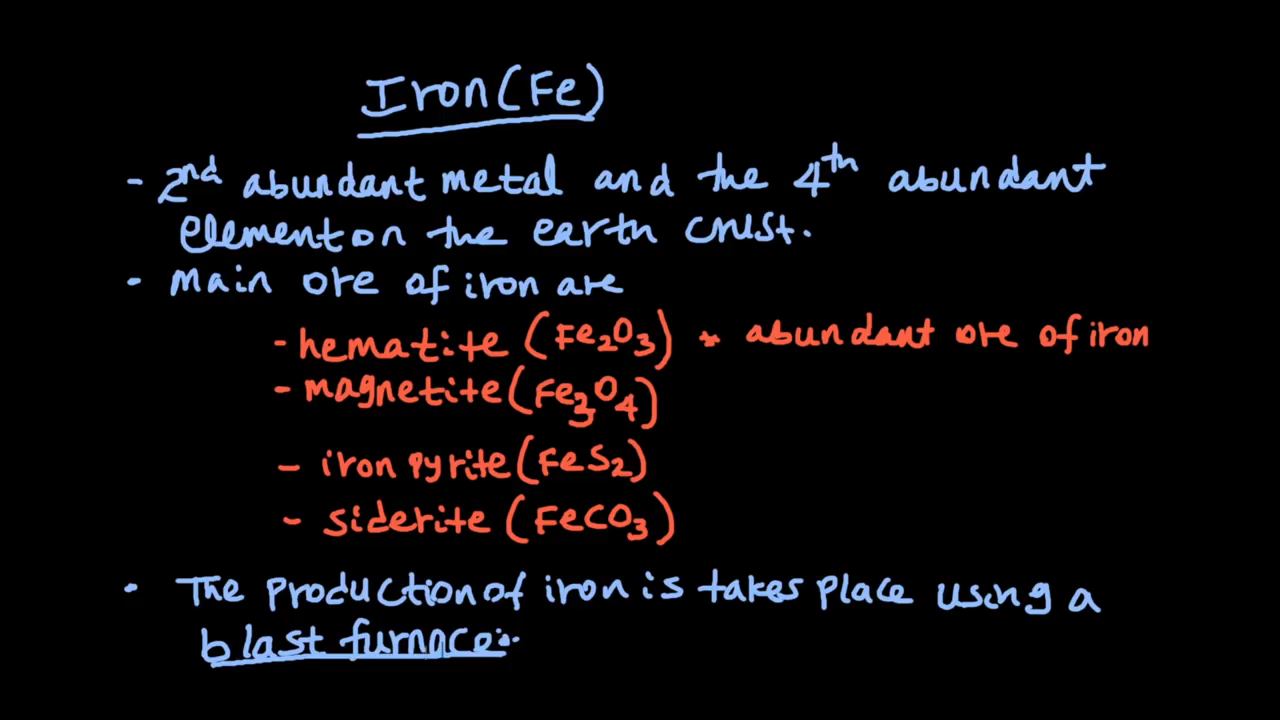 Iron (Fe)
- 2nd abundant metal and the 4th abundant
element on the earth crust.
- Main ore of iron are
- hematite (Fe2O3) * abundant ore of iron
- magnetite (Fe3O4)
- iron pyrite (FeS2)
- siderite (FeCO3)
- The production of iron is takes place using a
blast furnace.